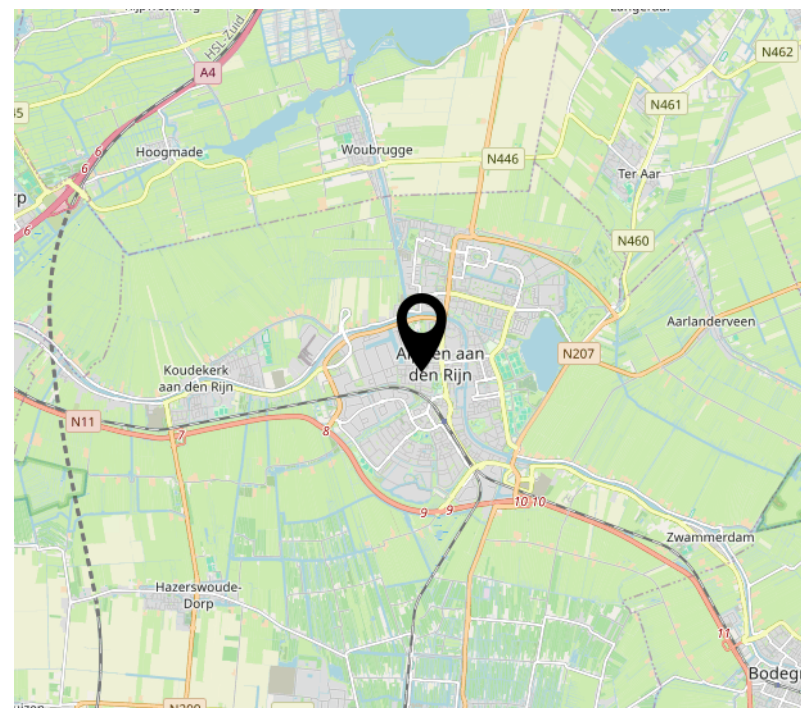 HSL-Zuid
A4
N462
N461
Hoogmade
Woubrugge
N446
Ter Aar
6
6
6
N460
Aarlanderveen
Alphen aan
den Rijn
N207
Koudekerk
aan den Rijn
N11
7
8
9
9
10
10
Zwammerdam
Hazerswoude-
Dorp
11
Bodegr